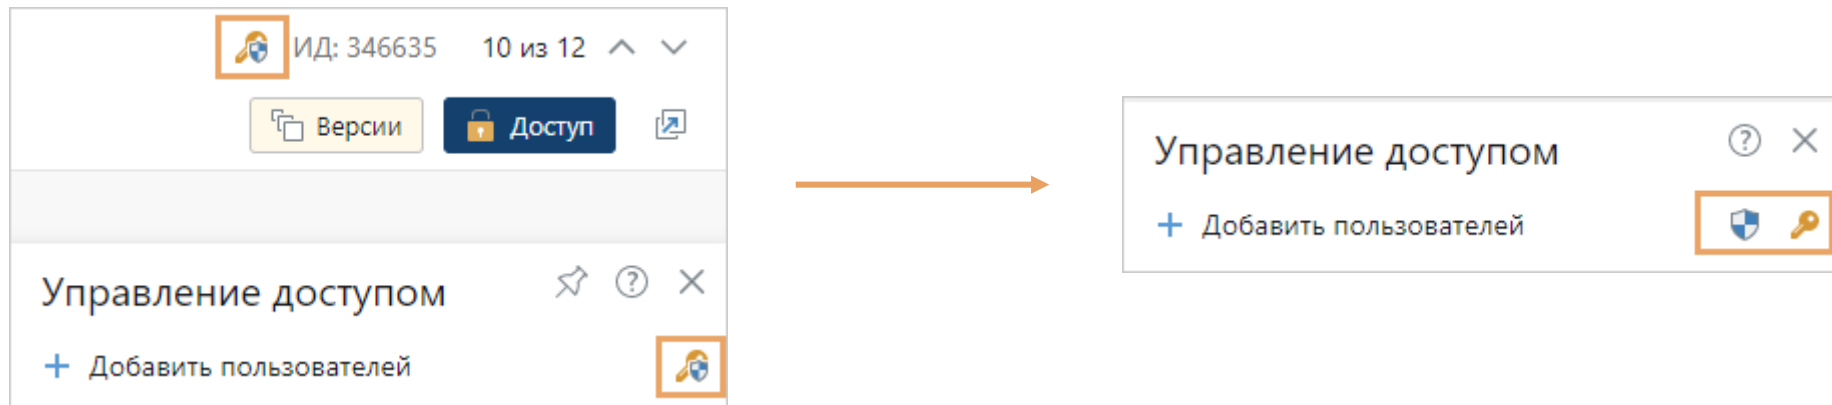 ИД: 346635 10 из 12
Версии Доступ
Управление доступом
Добавить пользователей
Управление доступом
Добавить пользователей